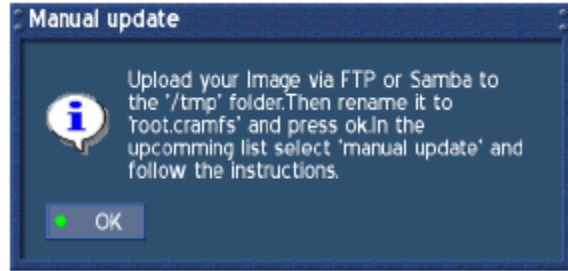 Manual update
Upload your Image via FTP or Samba to
the '/tmp' folder.Then rename it to
'root.cramfs' and press ok.In the
upcomming list select 'manual update' and
follow the instructions.
OK